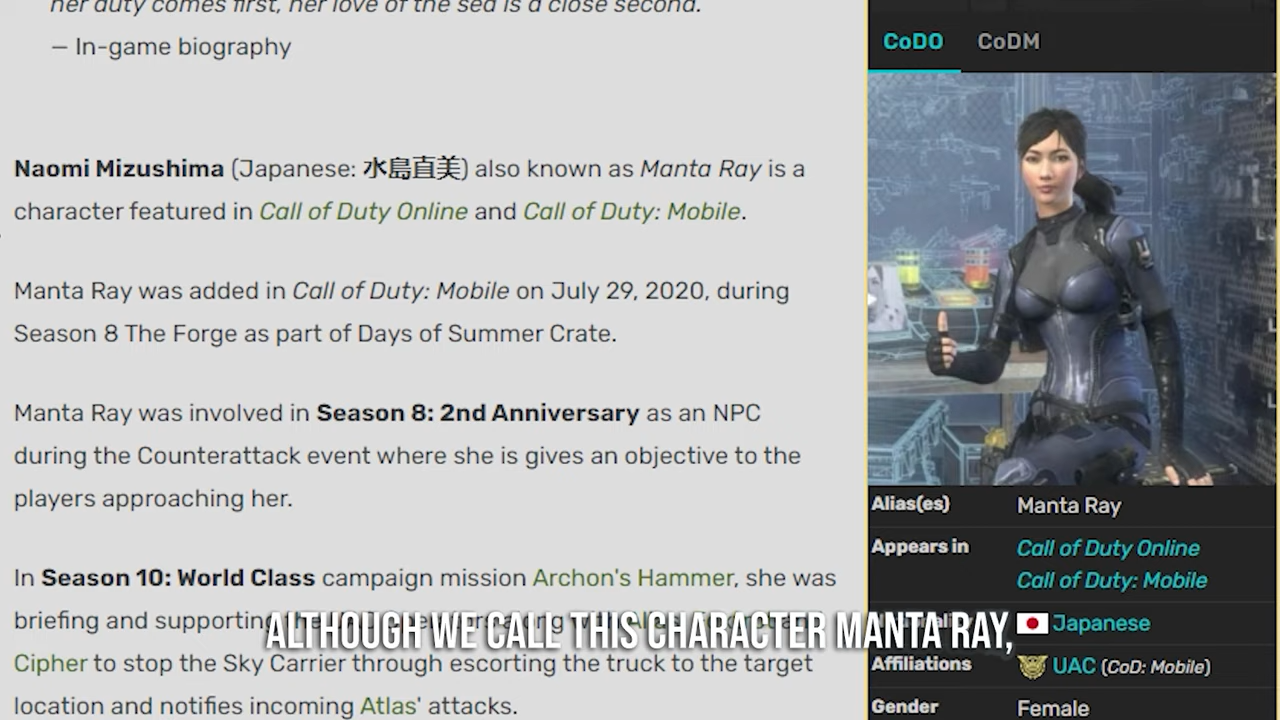 her duty comes first, her love of the sea is a close second.
— In-game biography
Naomi Mizushima (Japanese: 水島直美) also known as Manta Ray is a
character featured in Call of Duty Online and Call of Duty: Mobile.
Manta Ray was added in Call of Duty: Mobile on July 29, 2020, during
Season 8 The Forge as part of Days of Summer Crate.
Manta Ray was involved in Season 8: 2nd Anniversary as an NPC
during the Counterattack event where she is gives an objective to the
players approaching her.
In Season 10: World Class campaign mission Archon's Hammer, she was
briefing and supporting
Cipher to stop the Sky Carrier through escorting the truck to the target
location and notifies incoming Atlas' attacks.
CoDO CoDM
Alias(es) Manta Ray
Appears in Call of Duty Online
Call of Duty: Mobile
Japanese
Affiliations UAC (CoD: Mobile)
Gender Female
ALTHOUGH WE CALL THIS CHARACTER MANTA RAY,